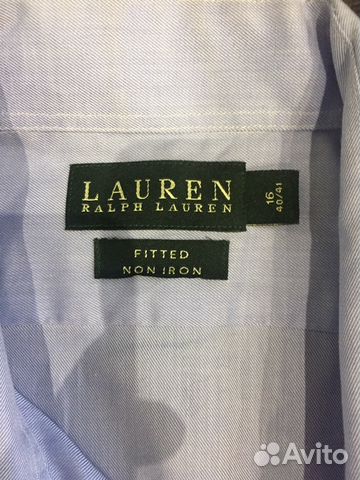 LAUREN
RALPH LAUREN
16
40/41
FITTED
NON IRON
Avito